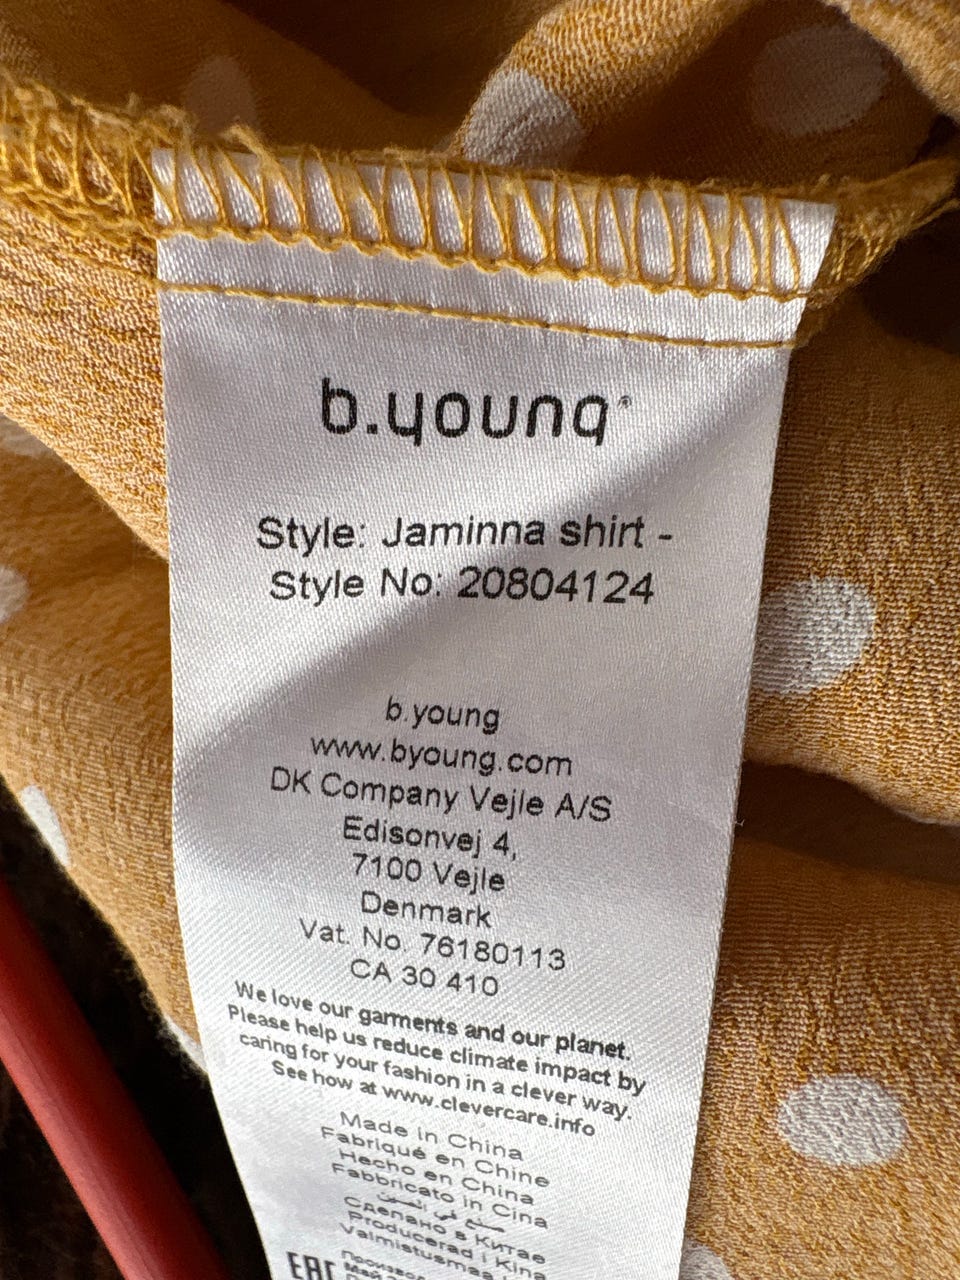 b.young®
Style: Jaminna shirt -
Style No: 20804124
b.young
www.byoung.com
DK Company Vejle A/S
Edisonvej 4,
7100 Vejle
Denmark
Vat. No. 76180113
CA 30 410
We love our garments and our planet.
Please help us reduce climate impact by
caring for your fashion in a clever way.
See how at www.clevercare.info
Made in China
Fabriqué en Chine
Hecho en China
Fabbricato in Cina
صنع في الصين
Сделано в Китае
Producerad i Kina
Valmistusmaa
EAC